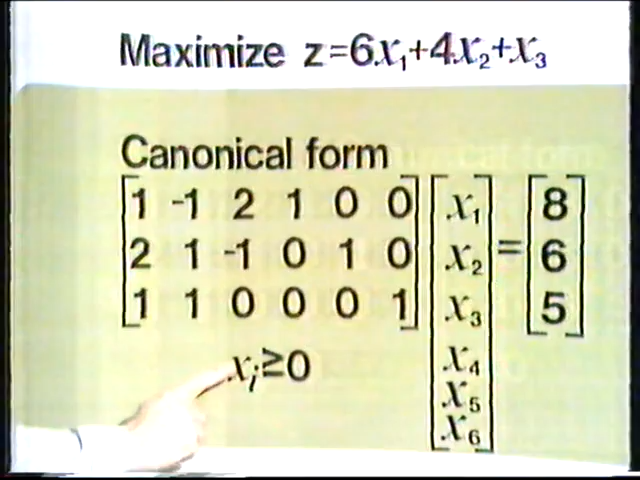 Maximize z=6x₁+4x₂+x₃
Canonical form
[1 -1 2 1 0 0] [x₁] [8]
[2 1 -1 0 1 0] [x₂] = [6]
[1 1 0 0 0 1] [x₃] [5]
xᵢ≥0 [x₄]
[x₅]
[x₆]